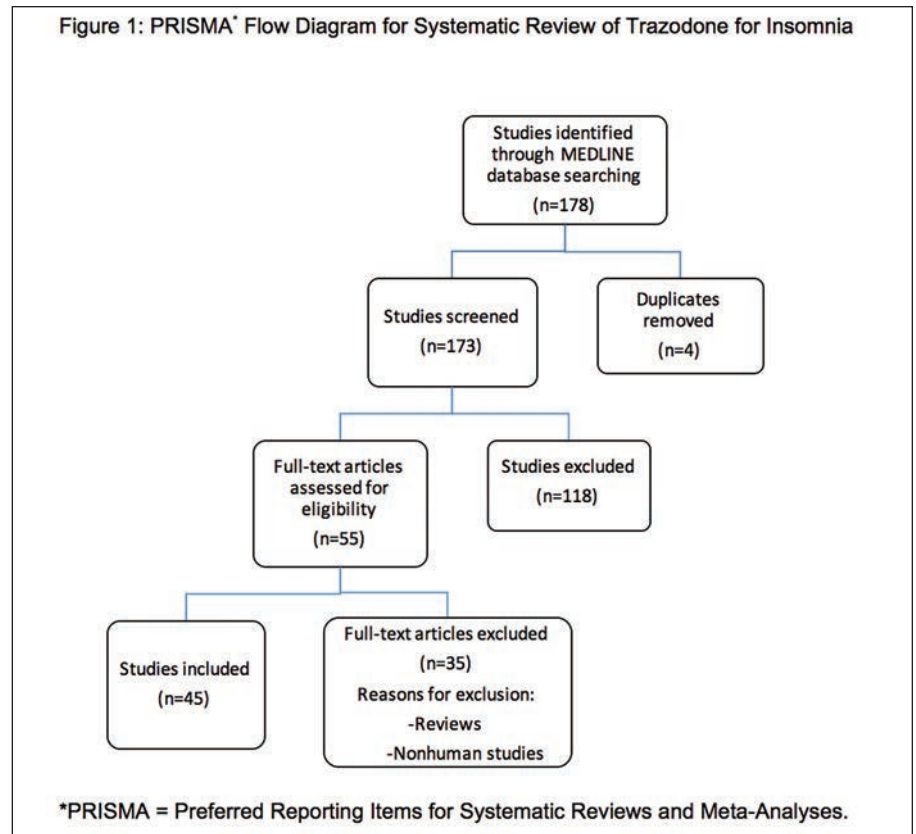 Figure 1: PRISMA* Flow Diagram for Systematic Review of Trazodone for Insomnia
Studies identified
through MEDLINE
database searching
(n=178)
Studies screened
(n=173)
Duplicates
removed
(n=4)
Full-text articles
assessed for
eligibility
(n=55)
Studies excluded
(n=118)
Studies included
(n=45)
Full-text articles excluded
(n=35)
Reasons for exclusion:
-Reviews
-Nonhuman studies
*PRISMA = Preferred Reporting Items for Systematic Reviews and Meta-Analyses.